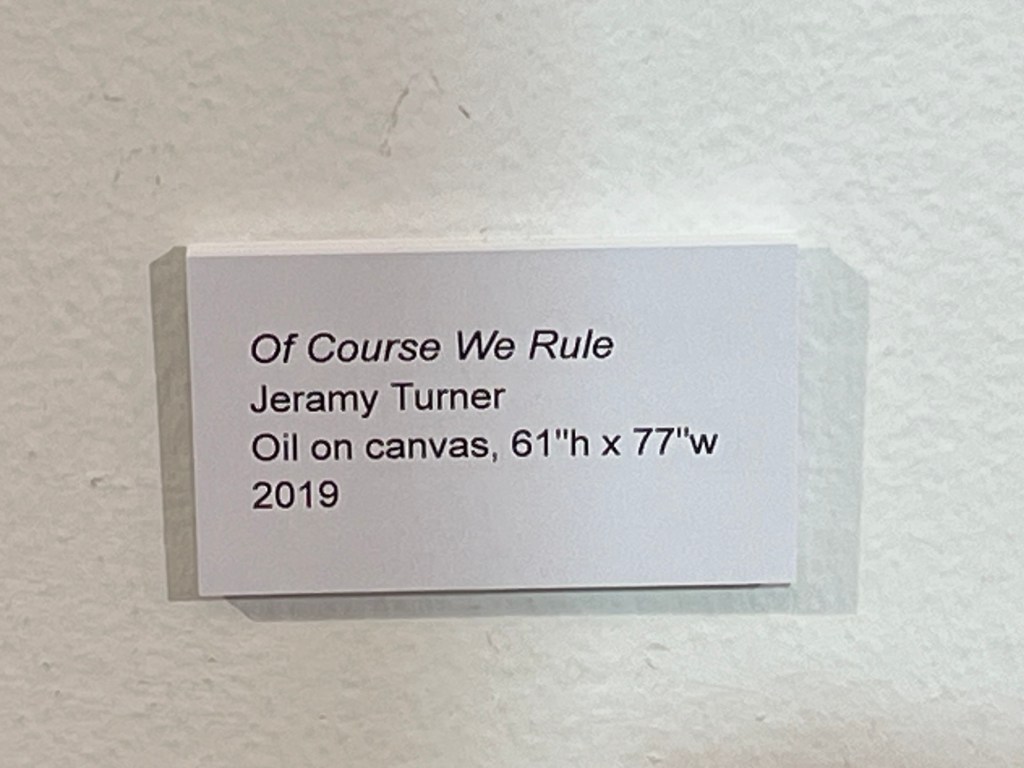 Of Course We Rule
Jeramy Turner
Oil on canvas, 61"h x 77"w
2019